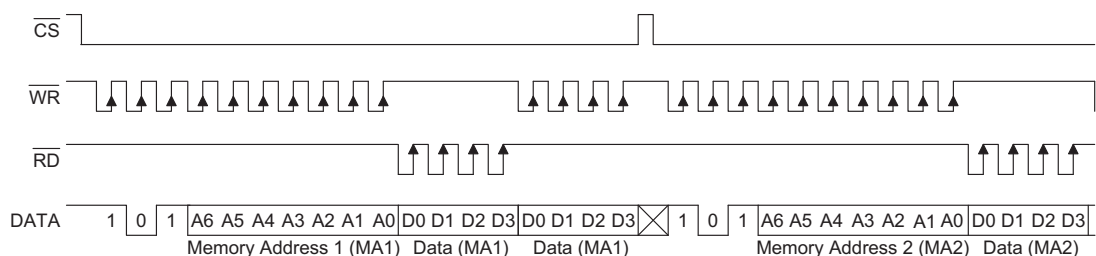 CS
WR
RD
DATA 1 0 1 A6 A5 A4 A3 A2 A1 A0 D0 D1 D2 D3 D0 D1 D2 D3 1 0 1 A6 A5 A4 A3 A2 A1 A0 D0 D1 D2 D3
Memory Address 1 (MA1) Data (MA1) Data (MA1) Memory Address 2 (MA2) Data (MA2)